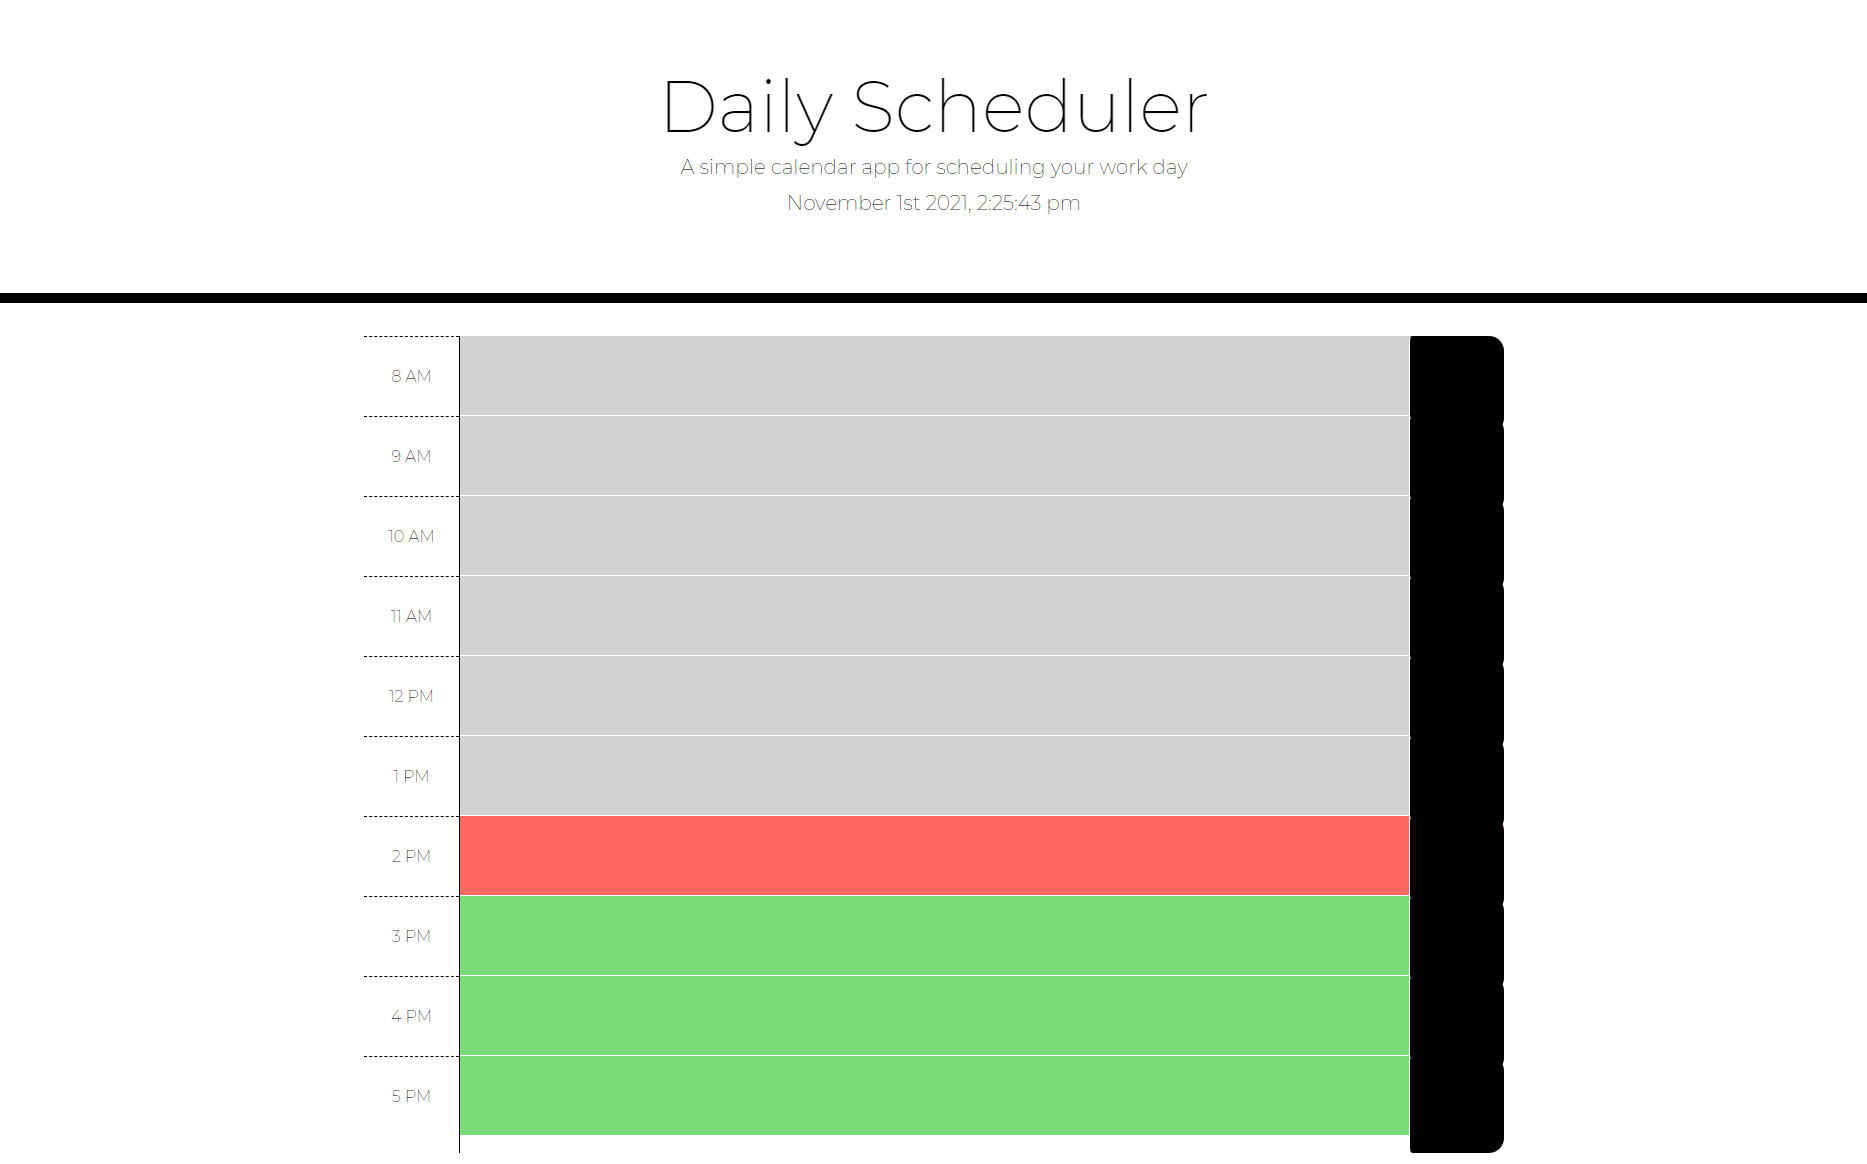 Daily Scheduler
A simple calendar app for scheduling your work day
November 1st 2021, 2:25:43 pm
8 AM
9 AM
10 AM
11 AM
12 PM
1 PM
2 PM
3 PM
4 PM
5 PM